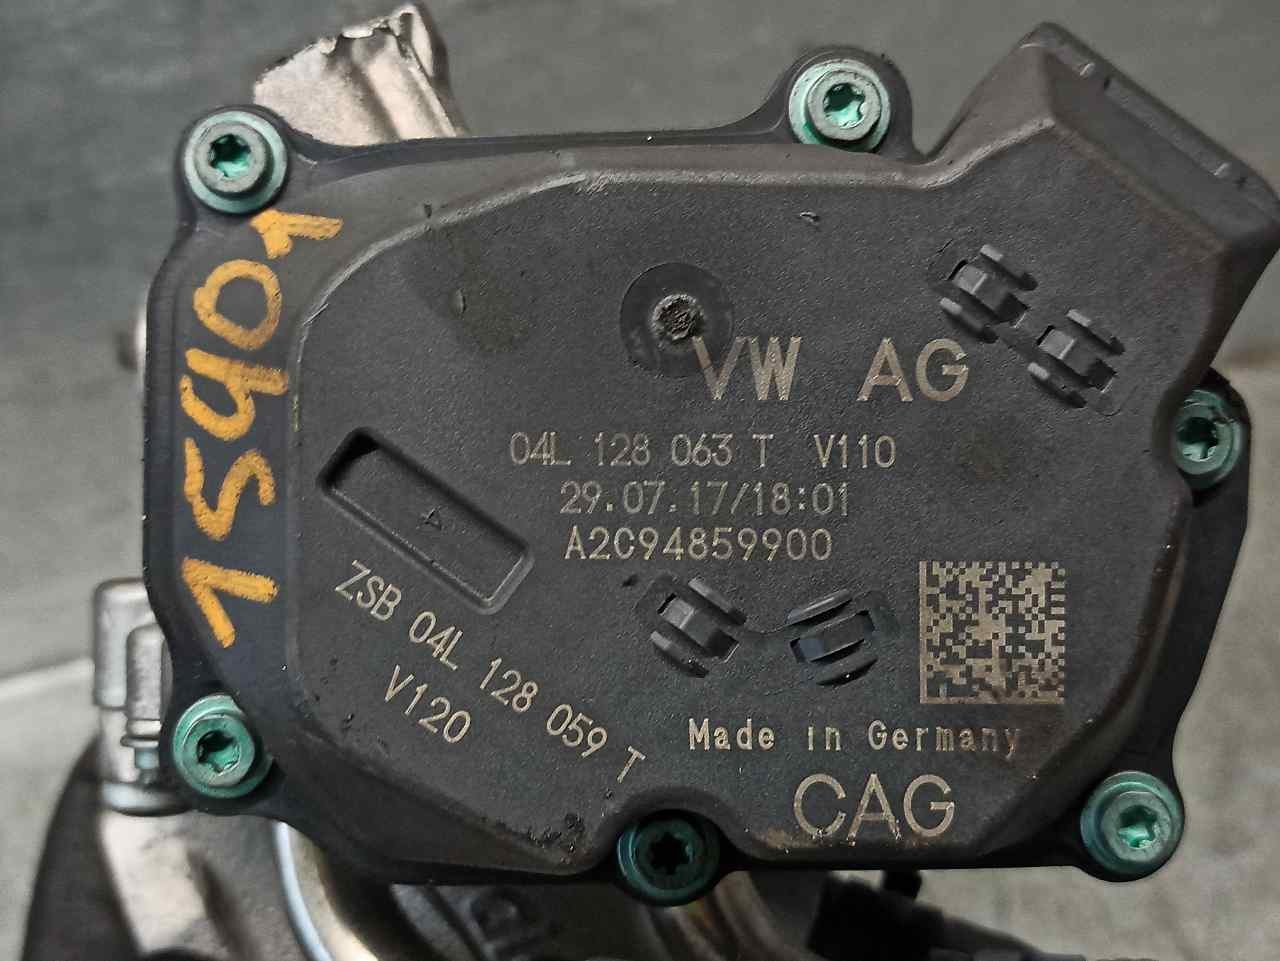 15401
VW AG
04L 128 063 T V110
29.07.17/18:01
A2C94859900
ZSB 04L 128 059 T
V120
Made in Germany
CAG